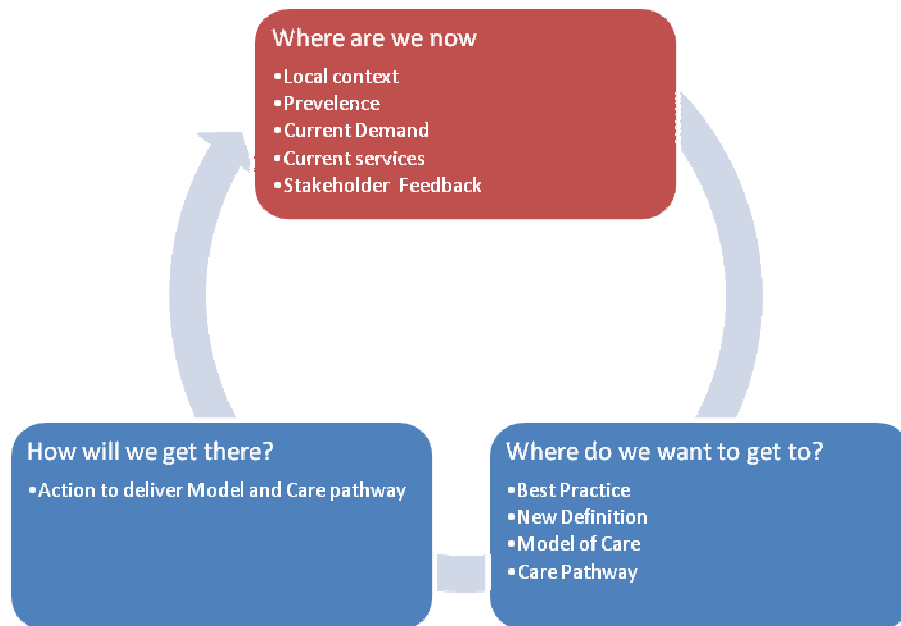 Where are we now
•Local context
•Prevelence
•Current Demand
•Current services
•Stakeholder Feedback
How will we get there?
•Action to deliver Model and Care pathway
Where do we want to get to?
•Best Practice
•New Definition
•Model of Care
•Care Pathway